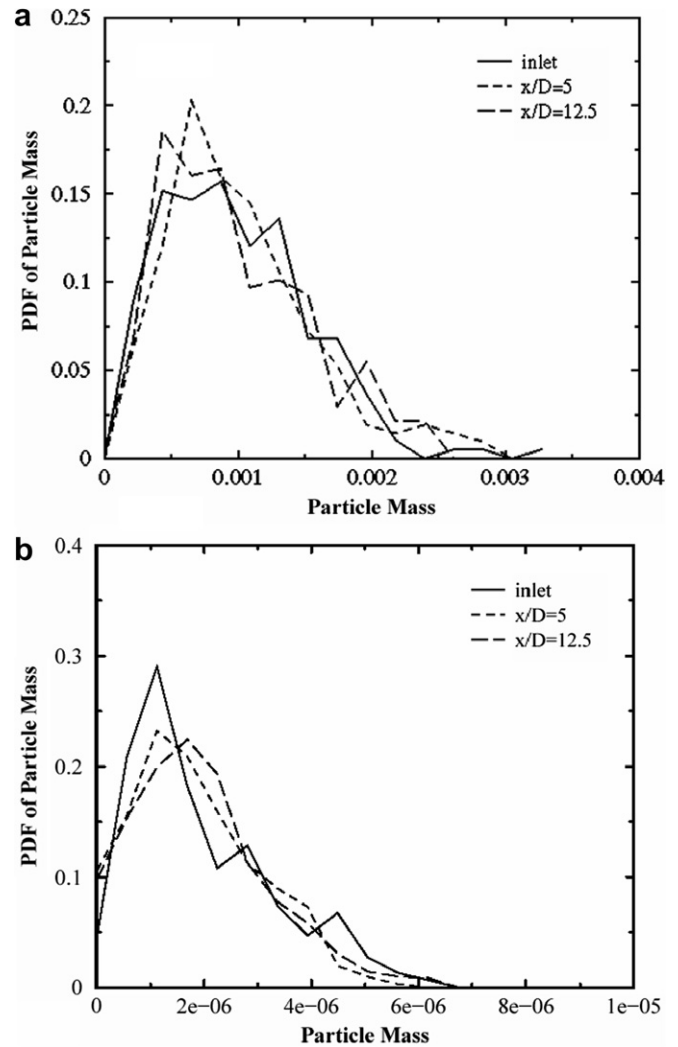 a
0.25
0.2
0.15
0.1
0.05
0
PDF of Particle Mass
inlet
x/D=5
x/D=12.5
0 0.001 0.002 0.003 0.004
Particle Mass
b
0.4
0.3
0.2
0.1
0
PDF of Particle Mass
inlet
x/D=5
x/D=12.5
0 2e−06 4e−06 6e−06 8e−06 1e−05
Particle Mass